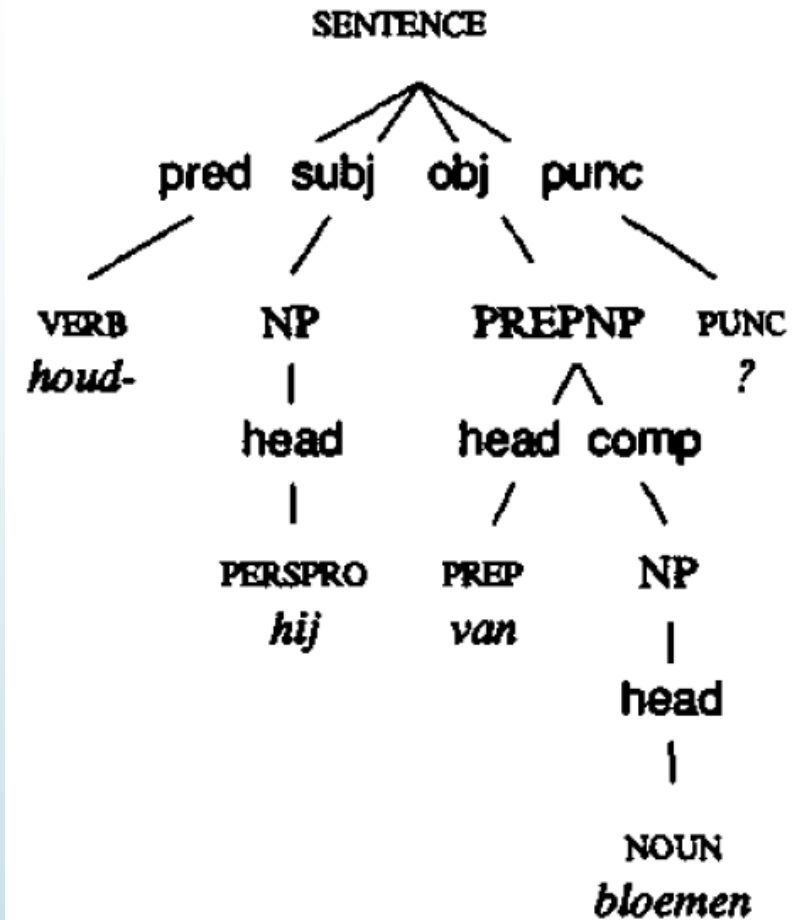 SENTENCE
pred subj obj punc
VERB NP PREPNP PUNC
houd- ?
head head comp
PERSPRO PREP NP
hij van
head
NOUN
bloemen